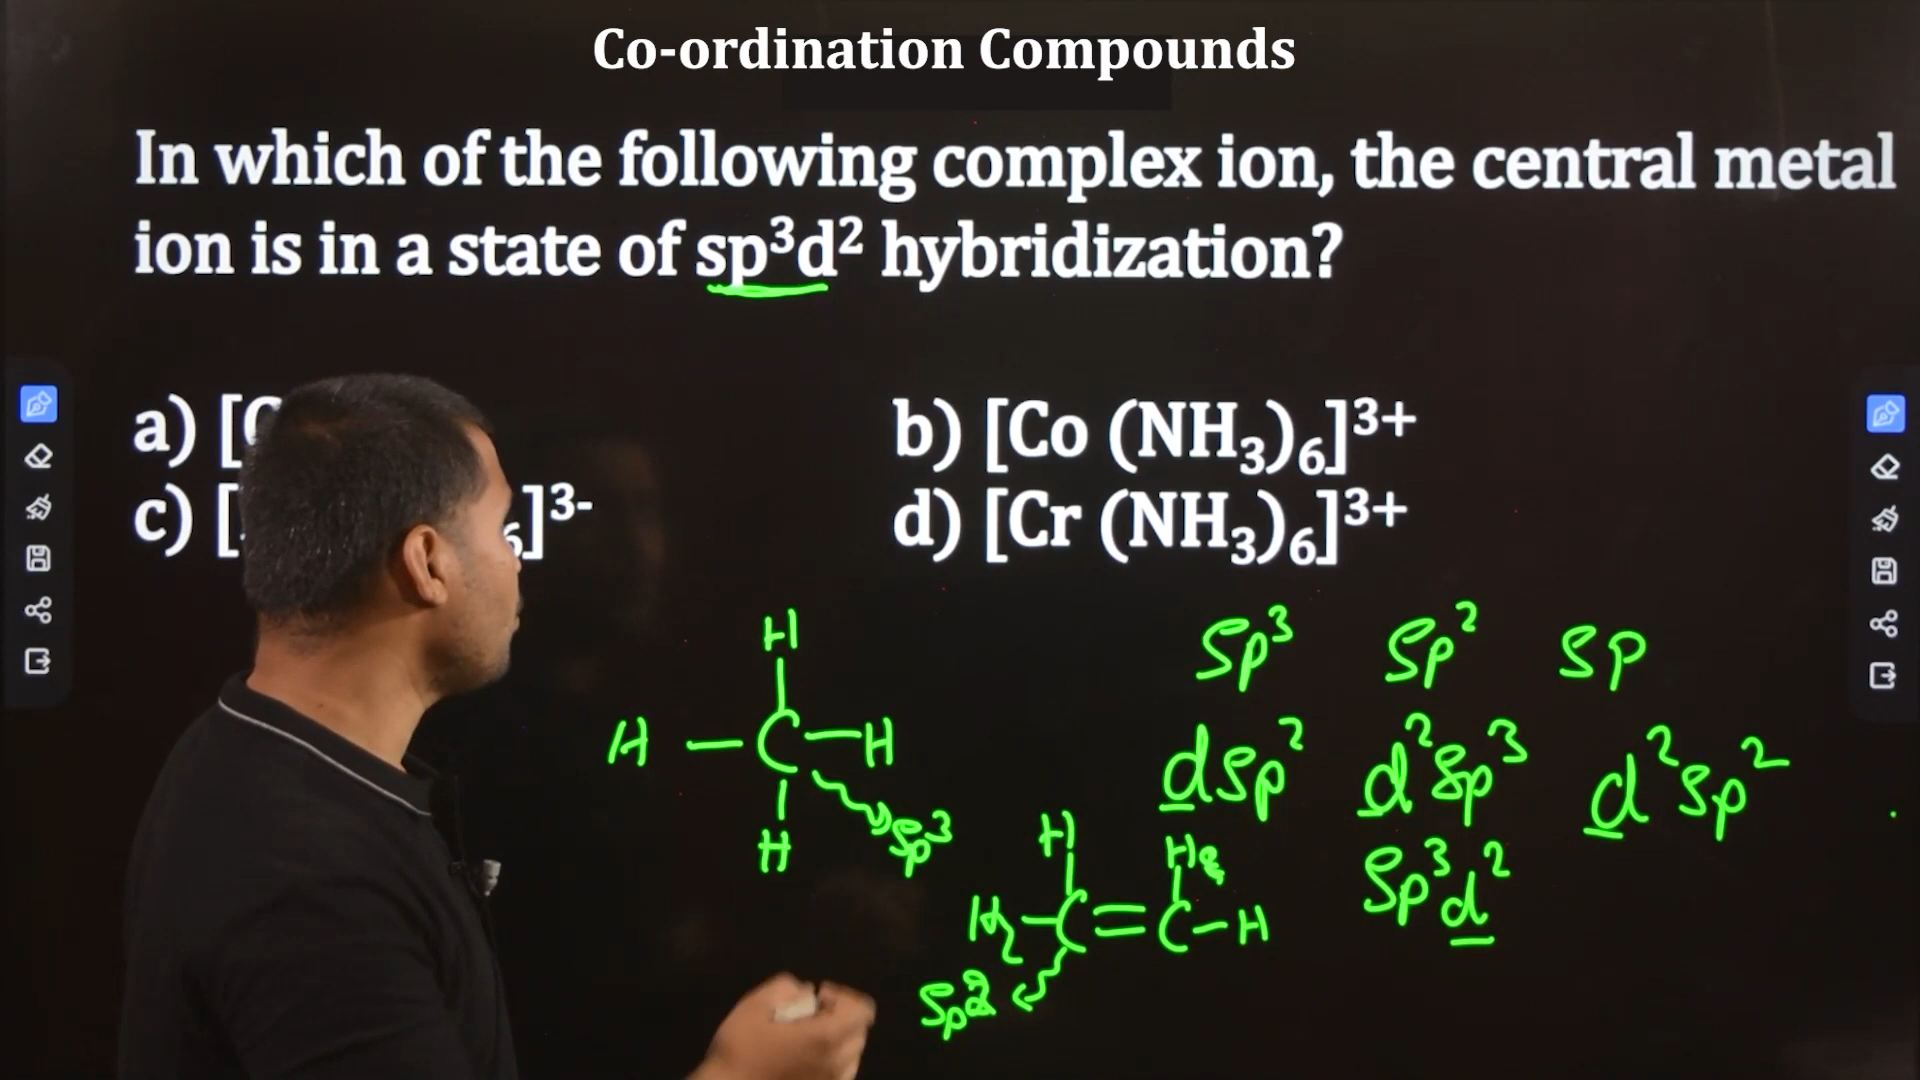 Co-ordination Compounds
In which of the following complex ion, the central metal
ion is in a state of sp³d² hybridization?
a) [
b) [Co (NH₃)₆]³⁺
c) [ ₆]³⁻
d) [Cr (NH₃)₆]³⁺
H
H — C — H
H
sp³
sp³ sp² sp
dsp² d²sp³ d²sp²
sp³d²
H
C = C – H
sp²